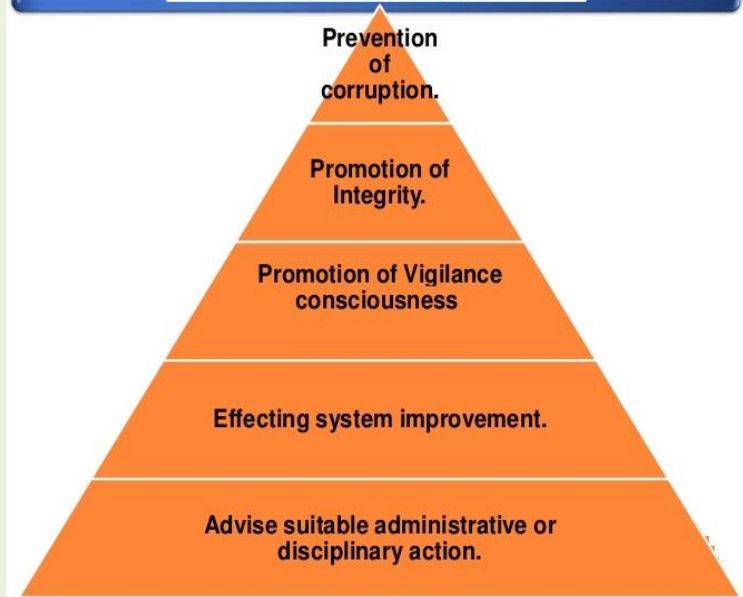 Prevention
of
corruption.
Promotion of
Integrity.
Promotion of Vigilance
consciousness
Effecting system improvement.
Advise suitable administrative or
disciplinary action.